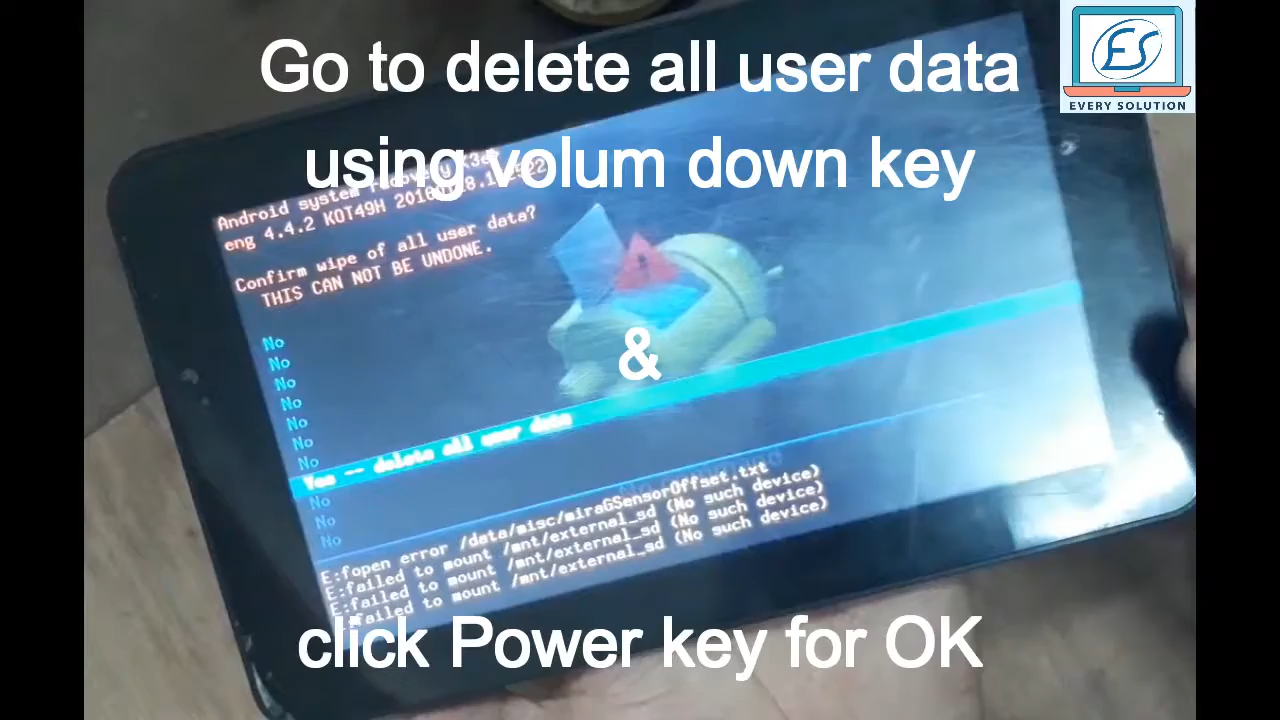 Go to delete all user data
using volum down key
&
click Power key for OK
ES
EVERY SOLUTION
Android system recovery
eng 4.4.2 KOT49H
Confirm wipe of all user data?
THIS CAN NOT BE UNDONE.
No
No
No
No
No
No
No
Yes -- delete all user data
No
No
No
E:fopen error /data/misc/miraGSensorOffset.txt
E:failed to mount /mnt/external_sd (No such device)
E:failed to mount /mnt/external_sd (No such device)
E:failed to mount /mnt/external_sd (No such device)